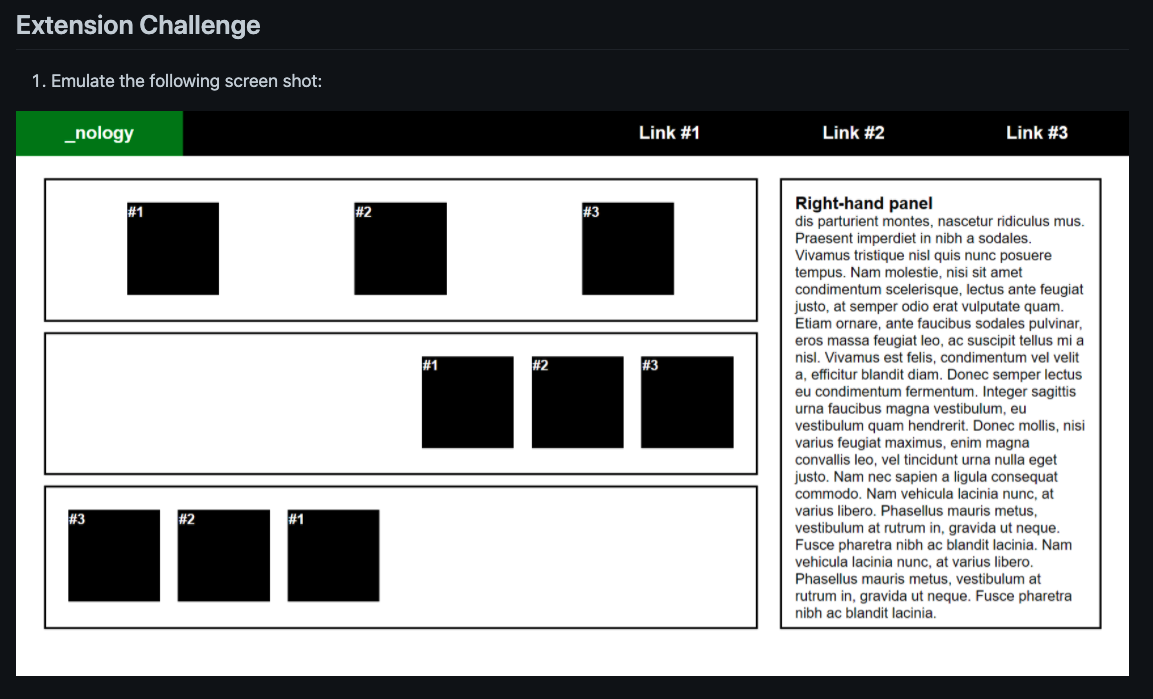 Extension Challenge
1. Emulate the following screen shot:
_nology
Link #1
Link #2
Link #3
#1
#2
#3
#1
#2
#3
#3
#2
#1
Right-hand panel
dis parturient montes, nascetur ridiculus mus.
Praesent imperdiet in nibh a sodales.
Vivamus tristique nisl quis nunc posuere
tempus. Nam molestie, nisi sit amet
condimentum scelerisque, lectus ante feugiat
justo, at semper odio erat vulputate quam.
Etiam ornare, ante faucibus sodales pulvinar,
eros massa feugiat leo, ac suscipit tellus mi a
nisl. Vivamus est felis, condimentum vel velit
a, efficitur blandit diam. Donec semper lectus
eu condimentum fermentum. Integer sagittis
urna faucibus magna vestibulum, eu
vestibulum quam hendrerit. Donec mollis, nisi
varius feugiat maximus, enim magna
convallis leo, vel tincidunt urna nulla eget
justo. Nam nec sapien a ligula consequat
commodo. Nam vehicula lacinia nunc, at
varius libero. Phasellus mauris metus,
vestibulum at rutrum in, gravida ut neque.
Fusce pharetra nibh ac blandit lacinia. Nam
vehicula lacinia nunc, at varius libero.
Phasellus mauris metus, vestibulum at
rutrum in, gravida ut neque. Fusce pharetra
nibh ac blandit lacinia.